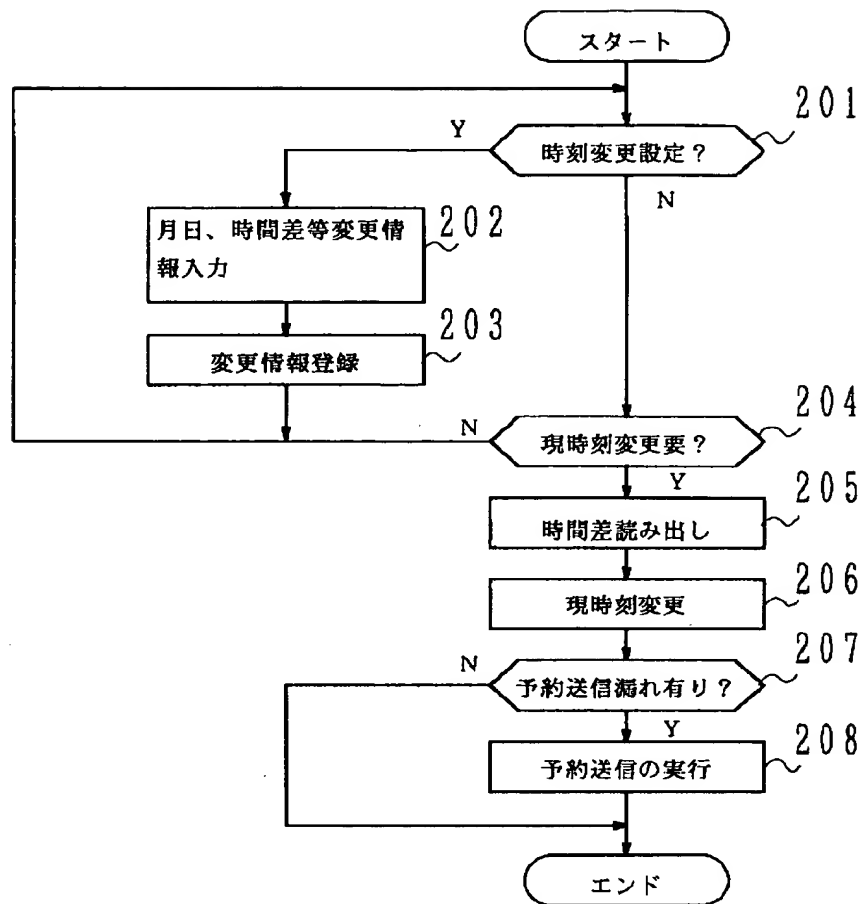 スタート
201
Y
時刻変更設定?
N
月日、時間差等変更情
報入力
202
203
変更情報登録
204
N
現時刻変更要?
Y
205
時間差読み出し
206
現時刻変更
207
N
予約送信漏れ有り?
Y
208
予約送信の実行
エンド